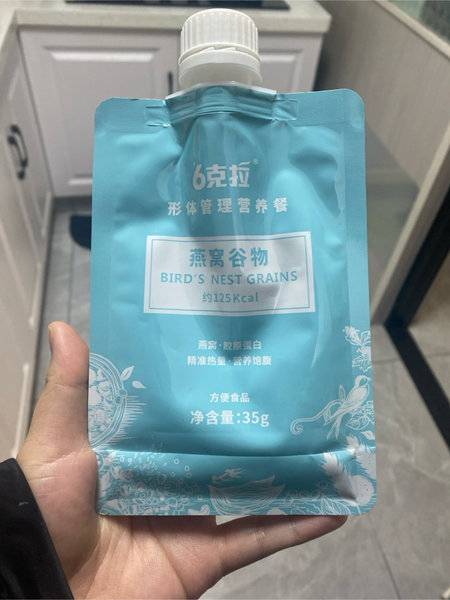 6克拉®
形体管理营养餐
燕窝谷物
BIRD'S NEST GRAINS
约125Kcal
燕窝·胶原蛋白
精准热量·营养饱腹
方便食品
净含量:35g